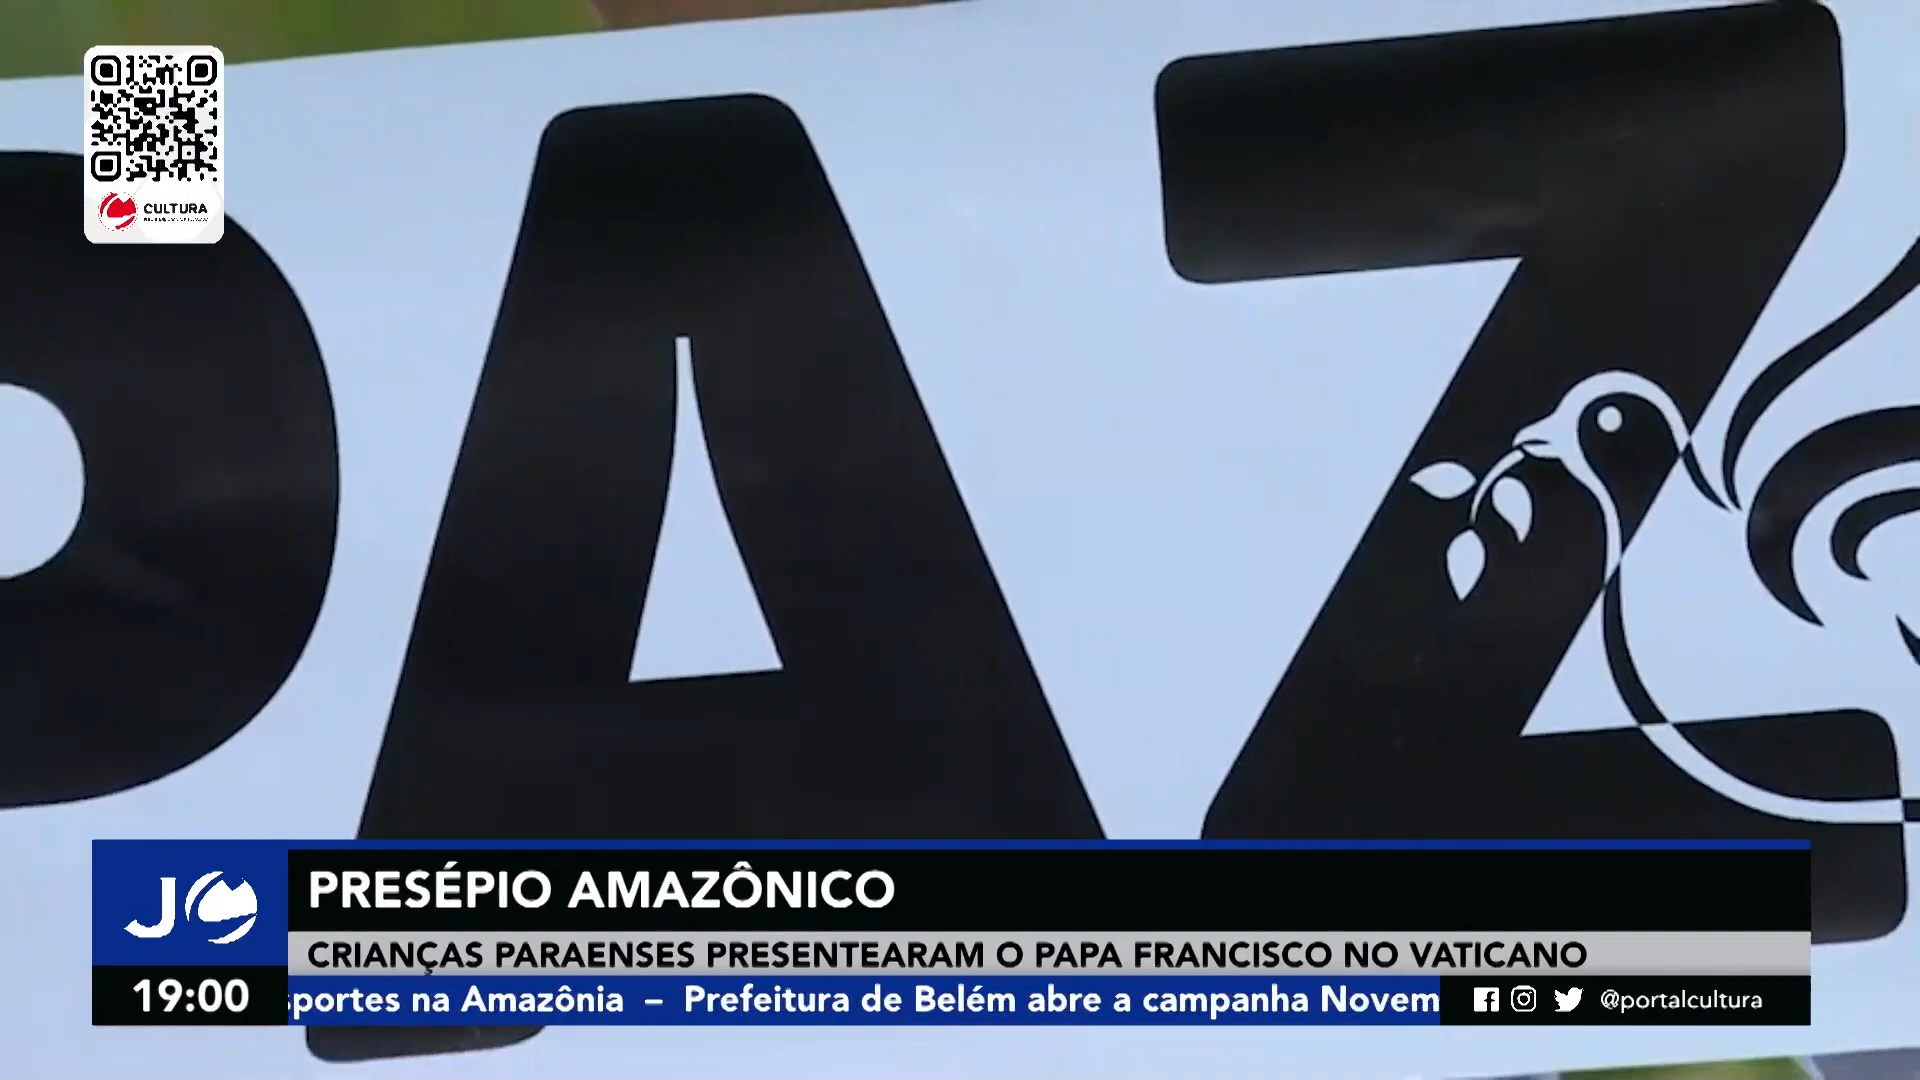 CULTURA
PAZ
JC
PRESÉPIO AMAZÔNICO
CRIANÇAS PARAENSES PRESENTEARAM O PAPA FRANCISCO NO VATICANO
19:00
sportes na Amazônia – Prefeitura de Belém abre a campanha Novem
@portalcultura